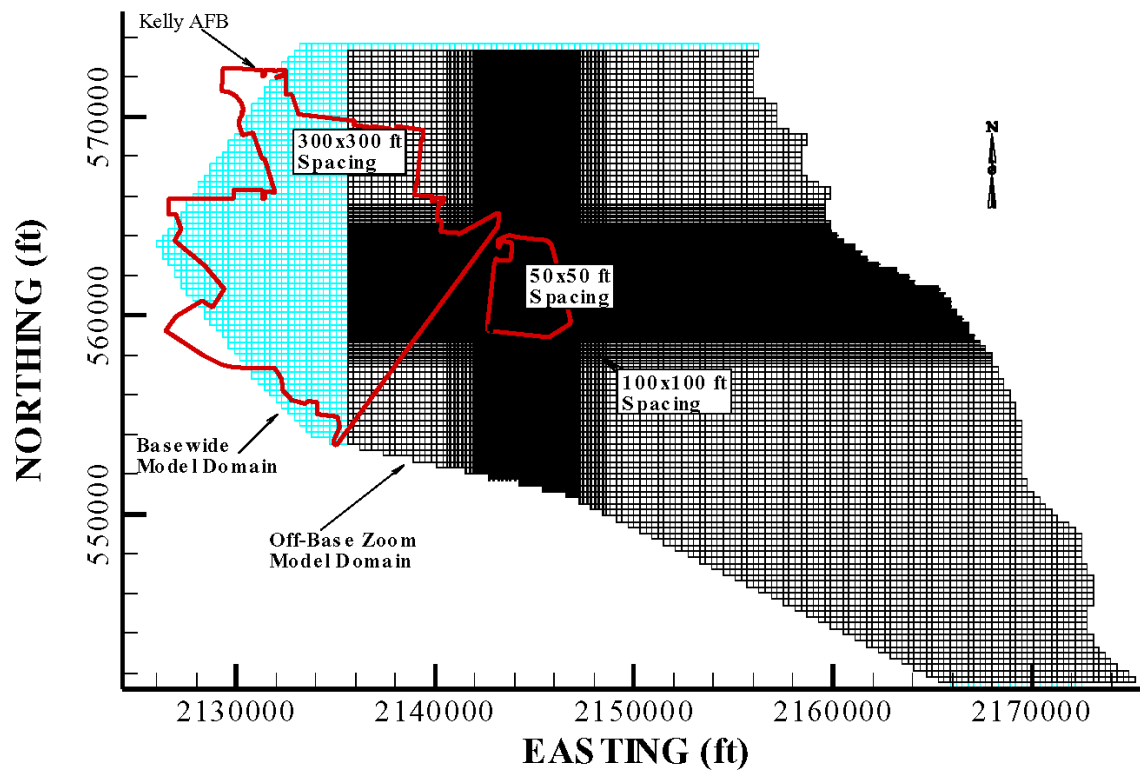 Kelly AFB
570000
300x300 ft
Spacing
N
50x50 ft
Spacing
560000
100x100 ft
Spacing
NORTHING (ft)
Basewide
Model Domain
550000
Off-Base Zoom
Model Domain
2130000 2140000 2150000 2160000 2170000
EASTING (ft)